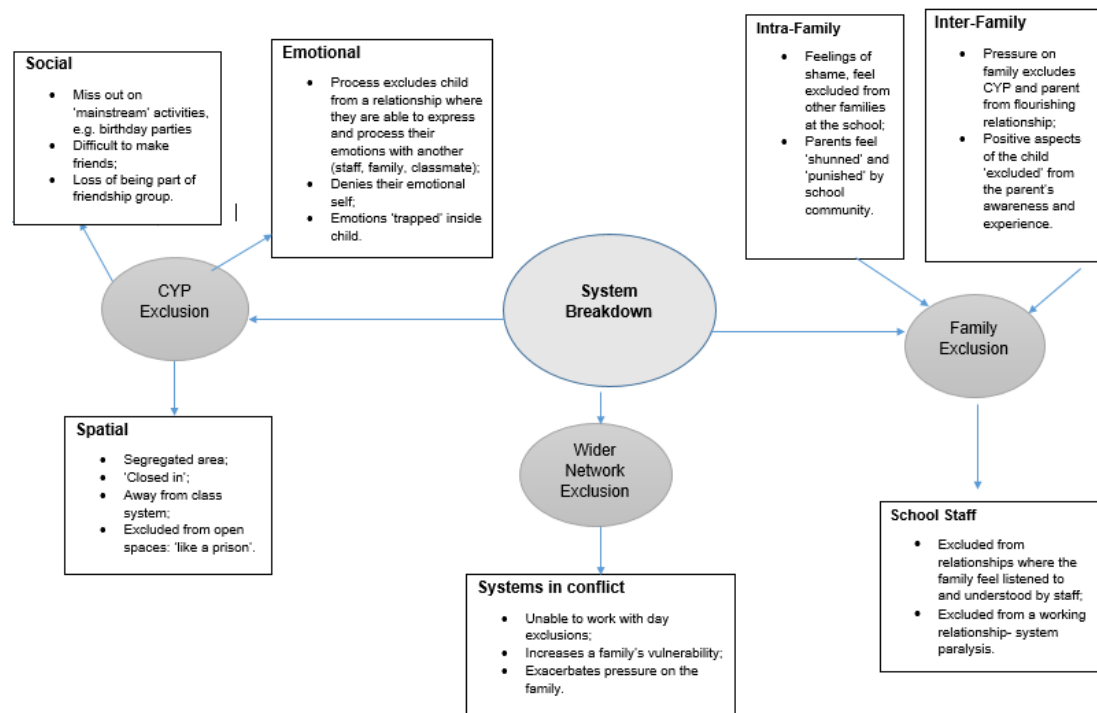 Social
• Miss out on
'mainstream' activities,
e.g. birthday parties
• Difficult to make
friends;
• Loss of being part of
friendship group.
Emotional
• Process excludes child
from a relationship where
they are able to express
and process their
emotions with another
(staff, family, classmate);
• Denies their emotional
self;
• Emotions 'trapped' inside
child.
Intra-Family
• Feelings of
shame, feel
excluded from
other families
at the school;
• Parents feel
'shunned' and
'punished' by
school
community.
Inter-Family
• Pressure on
family excludes
CYP and parent
from flourishing
relationship;
• Positive aspects
of the child
'excluded' from
the parent's
awareness and
experience.
CYP
Exclusion
System
Breakdown
Family
Exclusion
Spatial
• Segregated area;
• 'Closed in';
• Away from class
system;
• Excluded from open
spaces: 'like a prison'.
Wider
Network
Exclusion
School Staff
• Excluded from
relationships where the
family feel listened to
and understood by staff;
• Excluded from a working
relationship- system
paralysis.
Systems in conflict
• Unable to work with day
exclusions;
• Increases a family's vulnerability;
• Exacerbates pressure on the
family.